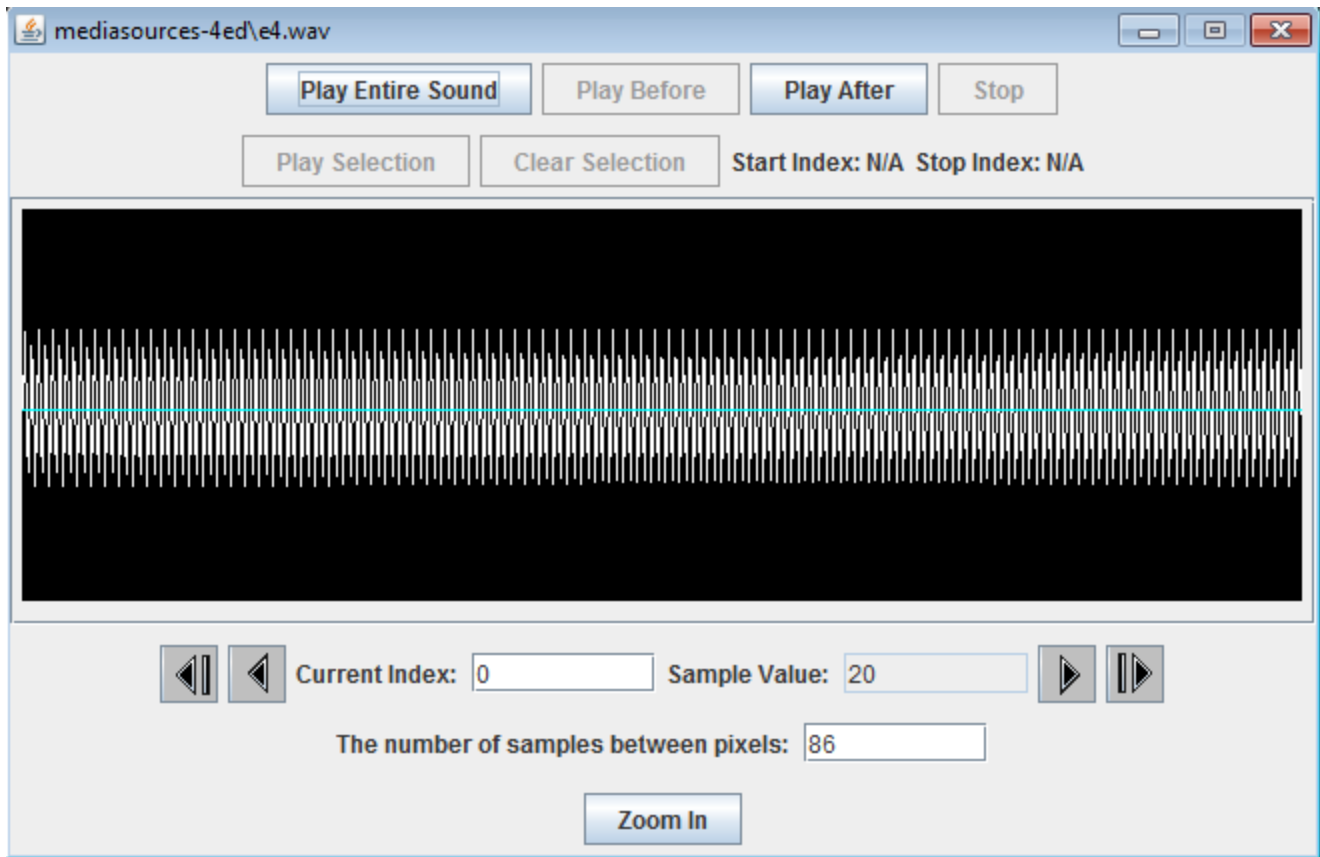 mediasources-4ed\e4.wav
Play Entire Sound Play Before Play After Stop
Play Selection Clear Selection Start Index: N/A Stop Index: N/A
Current Index: 0 Sample Value: 20
The number of samples between pixels: 86
Zoom In